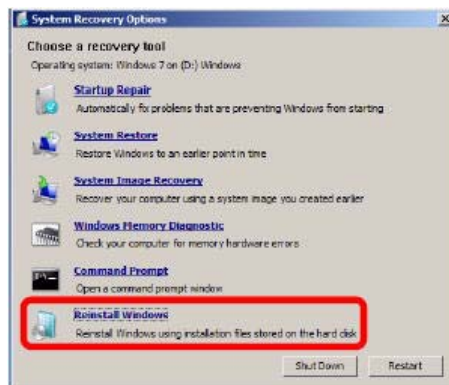 System Recovery Options
Choose a recovery tool
Operating system: Windows 7 on (D:) Windows
Startup Repair
Automatically fix problems that are preventing Windows from starting
System Restore
Restore Windows to an earlier point in time
System Image Recovery
Recover your computer using a system image you created earlier
Windows Memory Diagnostic
Check your computer for memory hardware errors
Command Prompt
Open a command prompt window
Reinstall Windows
Reinstall Windows using installation files stored on the hard disk
Shut Down Restart